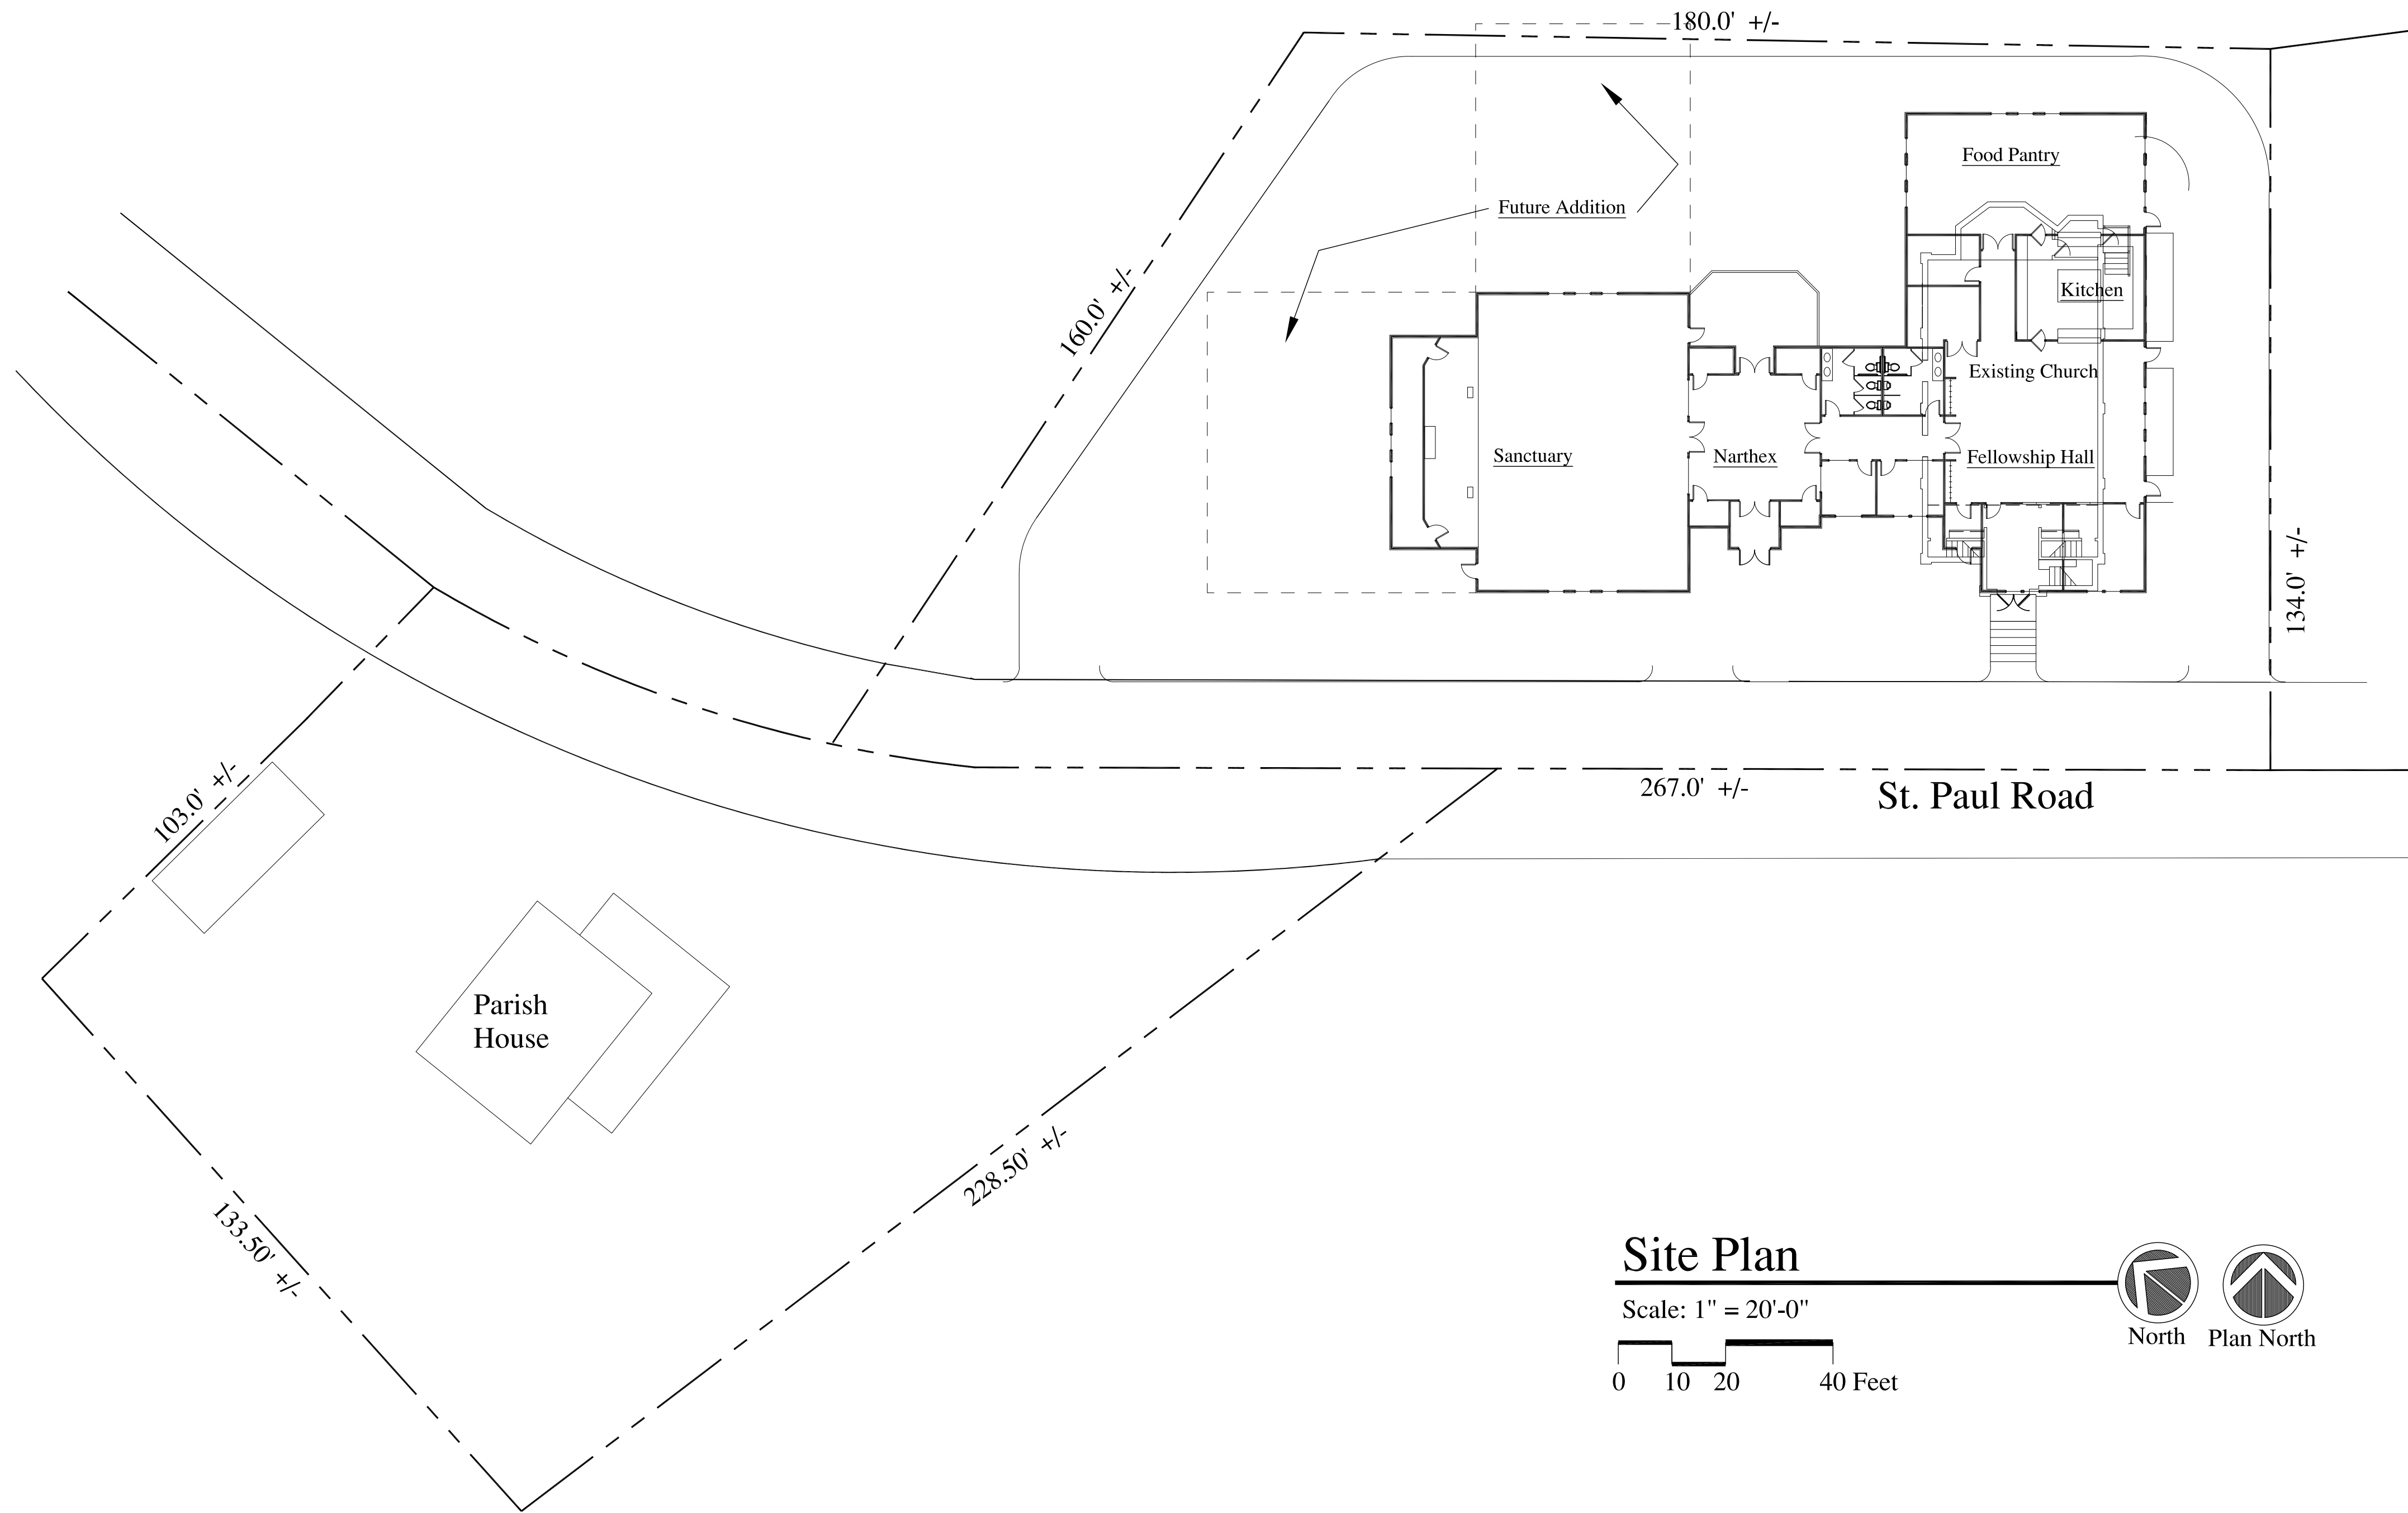 180.0' +/-
Food Pantry
Future Addition
160.0' +/-
Kitchen
Existing Church
Sanctuary
Narthex
Fellowship Hall
134.0' +/-
267.0' +/-
St. Paul Road
103.0' +/-
Parish
House
228.50' +/-
133.50' +/-
Site Plan
Scale: 1" = 20'-0"
North
Plan North
0 10 20 40 Feet